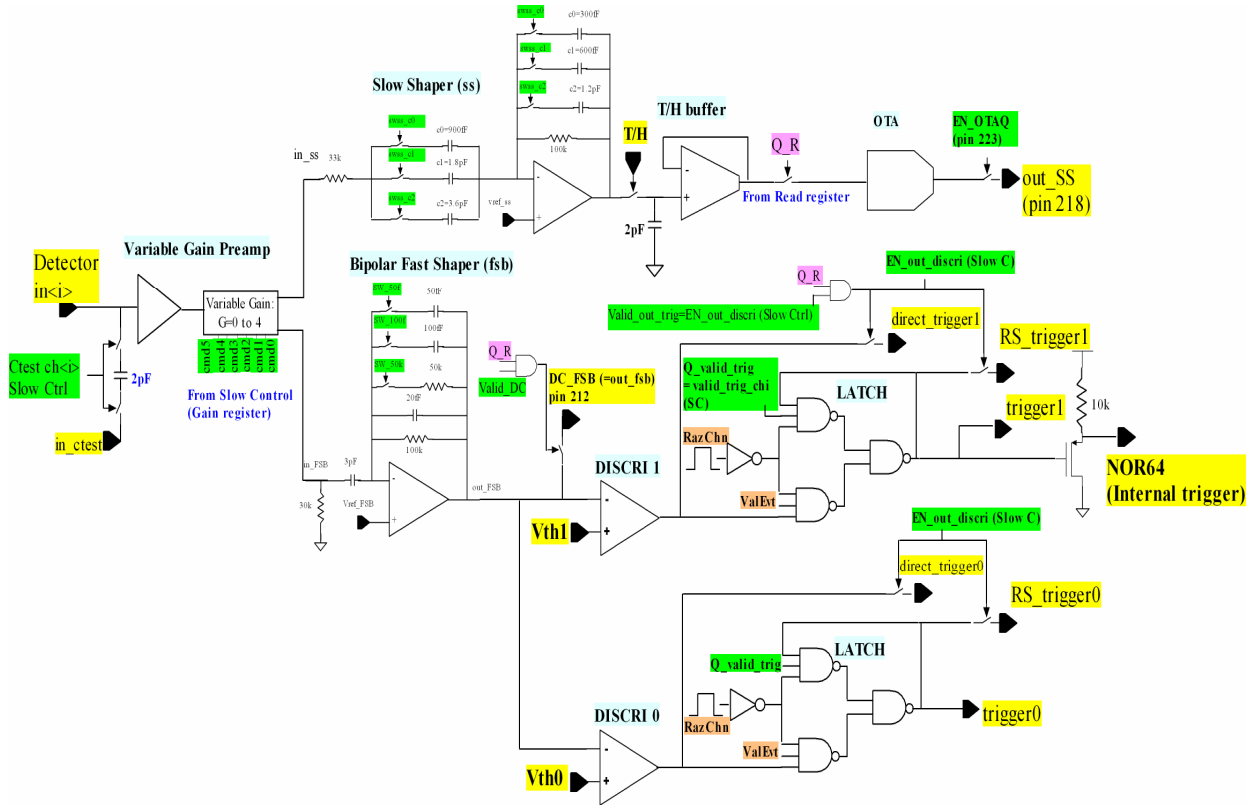 swss_c0
c0=300fF
swss_c1
c1=600fF
swss_c2
c2=1.2pF
100k
Slow Shaper (ss)
swss_c0
c0=900fF
swss_c1
c1=1.8pF
swss_c2
c2=3.6pF
in_ss
33k
-
+
vref_ss
T/H
2pF
T/H buffer
-
+
Q_R
From Read register
OTA
EN_OTAQ
(pin 223)
out_SS
(pin 218)
Variable Gain Preamp
Detector
in<i>
Variable Gain:
G=0 to 4
cmd5
cmd4
cmd3
cmd2
cmd1
cmd0
From Slow Control
(Gain register)
Ctest ch<i>
Slow Ctrl
2pF
in_ctest
Bipolar Fast Shaper (fsb)
SW_50f
50fF
SW_100f
100fF
SW_50k
50k
20fF
100k
in_FSB
3pF
30k
Vref_FSB
-
+
out_FSB
Q_R
Valid_DC
DC_FSB (=out_fsb)
pin 212
DISCRI 1
-
+
Vth1
Q_R
Valid_out_trig=EN_out_discri (Slow Ctrl)
EN_out_discri (Slow C)
direct_trigger1
RS_trigger1
Q_valid_trig
= valid_trig_chi
(SC)
LATCH
RazChn
ValEvt
trigger1
10k
NOR64
(Internal trigger)
EN_out_discri (Slow C)
direct_trigger0
RS_trigger0
Q_valid_trig
LATCH
RazChn
ValEvt
trigger0
DISCRI 0
-
+
Vth0